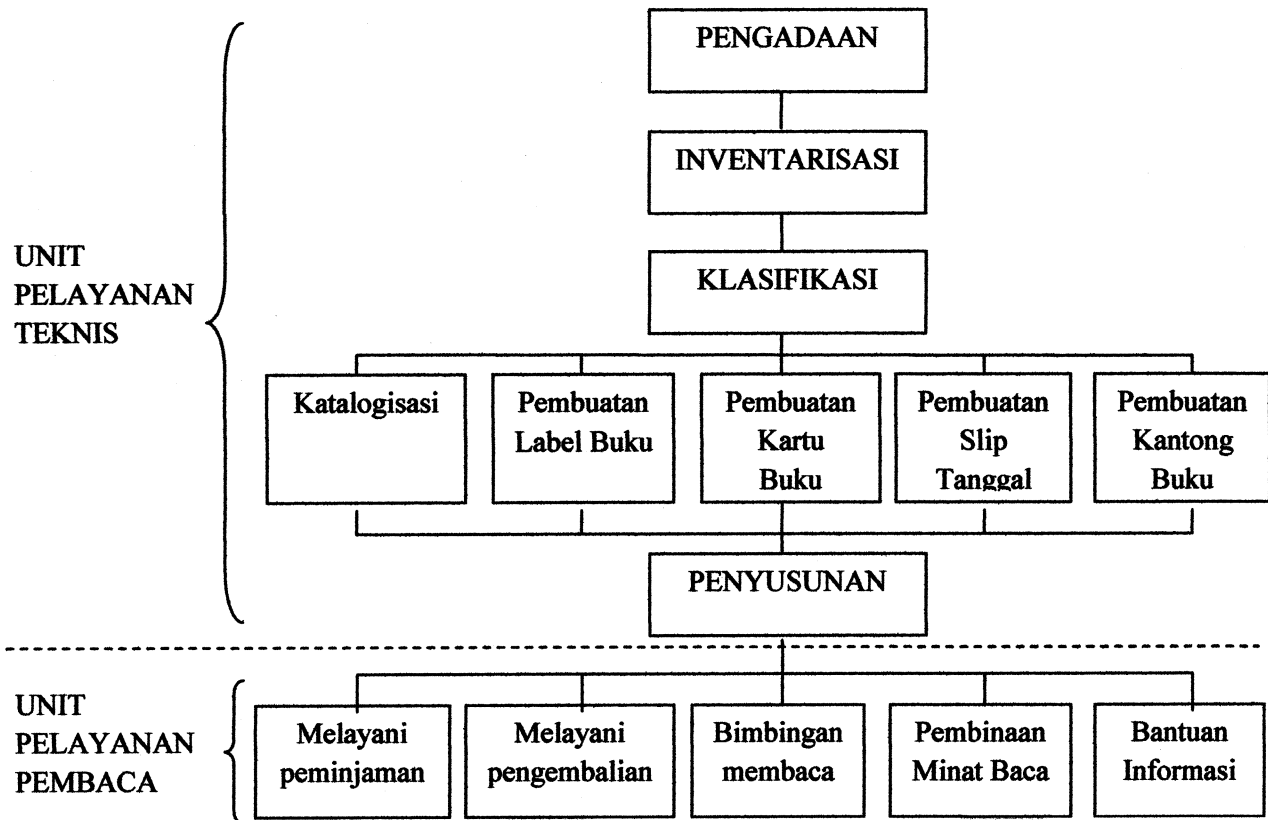 PENGADAAN
INVENTARISASI
KLASIFIKASI
UNIT
PELAYANAN
TEKNIS
Katalogisasi
Pembuatan
Label Buku
Pembuatan
Kartu
Buku
Pembuatan
Slip
Tanggal
Pembuatan
Kantong
Buku
PENYUSUNAN
UNIT
PELAYANAN
PEMBACA
Melayani
peminjaman
Melayani
pengembalian
Bimbingan
membaca
Pembinaan
Minat Baca
Bantuan
Informasi